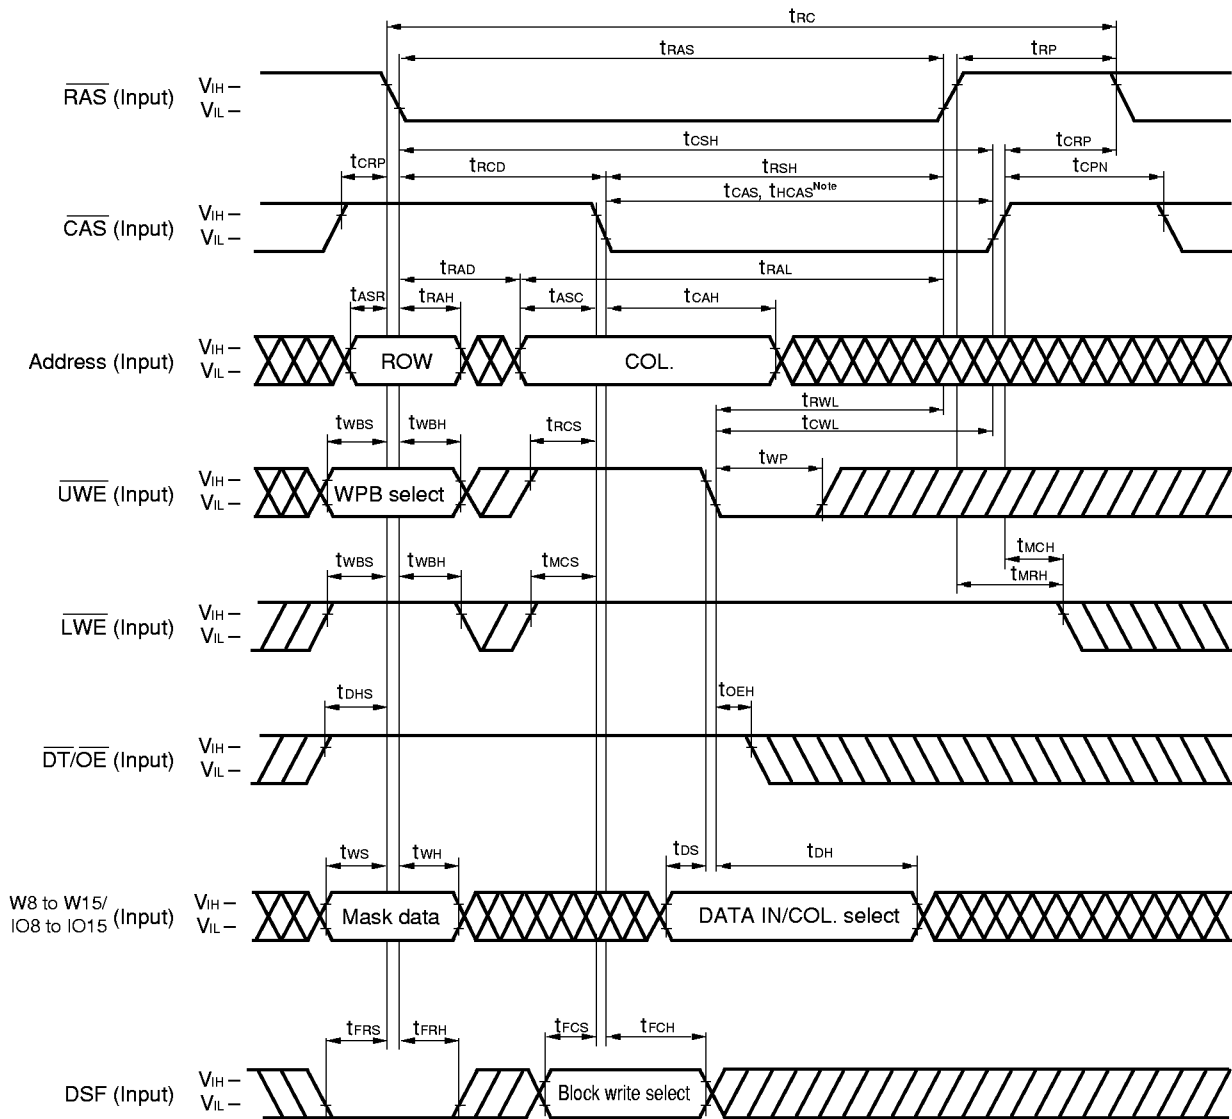 tRC
tRAS
tRP
RAS (Input)
VIH –
VIL –
tCSH
tCRP
tCRP
tRCD
tRSH
tCPN
tCAS, tHCAS Note
CAS (Input)
VIH –
VIL –
tRAD
tRAL
tASR
tRAH
tASC
tCAH
Address (Input)
VIH –
VIL –
ROW
COL.
tRWL
tWBS
tWBH
tRCS
tCWL
tWP
UWE (Input)
VIH –
VIL –
WPB select
tMCH
tWBS
tWBH
tMCS
tMRH
LWE (Input)
VIH –
VIL –
tDHS
tOEH
DT/OE (Input)
VIH –
VIL –
tWS
tWH
tDS
tDH
W8 to W15/
IO8 to IO15 (Input)
VIH –
VIL –
Mask data
DATA IN/COL. select
tFRS
tFRH
tFCS
tFCH
DSF (Input)
VIH –
VIL –
Block write select